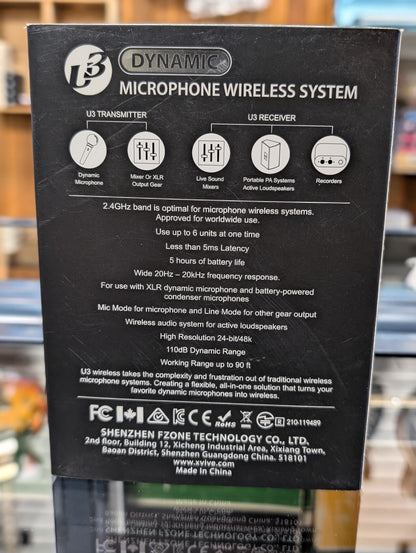 U3
DYNAMIC
MICROPHONE WIRELESS SYSTEM
U3 TRANSMITTER
U3 RECEIVER
Dynamic
Microphone
Mixer Or XLR
Output Gear
Live Sound
Mixers
Portable PA Systems
Active Loudspeakers
Recorders
2.4GHz band is optimal for microphone wireless systems.
Approved for worldwide use.
Use up to 6 units at one time
Less than 5ms Latency
5 hours of battery life
Wide 20Hz – 20kHz frequency response.
For use with XLR dynamic microphone and battery-powered
condenser microphones
Mic Mode for microphone and Line Mode for other gear output
Wireless audio system for active loudspeakers
High Resolution 24-bit/48k
110dB Dynamic Range
Working Range up to 90 ft
U3 wireless takes the complexity and frustration out of traditional wireless
microphone systems. Creating a flexible, all-in-solution that turns your
favorite dynamic microphones into wireless.
FC CE RoHS R 210-119489
SHENZHEN FZONE TECHNOLOGY CO., LTD.
2nd floor, Building 12, Xicheng Industrial Area, Xixiang Town,
Baoan District, Shenzhen Guangdong China. 518101
www.xvive.com
Made In China